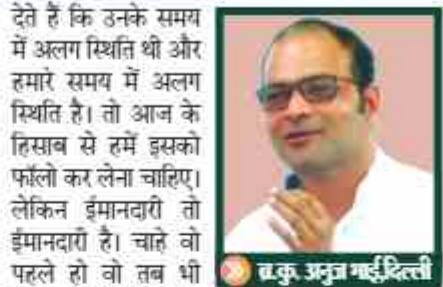 देते हैं कि उनके समय
में अलग स्थिति थी और
हमारे समय में अलग
स्थिति है। तो आज के
हिसाब से हमें इसको
फॉलो कर लेना चाहिए।
लेकिन ईमानदारी तो
ईमानदारी है। चाहे वो
पहले हो वो तब भी
ब्र.कु. अनुज भाई,दिल्ली